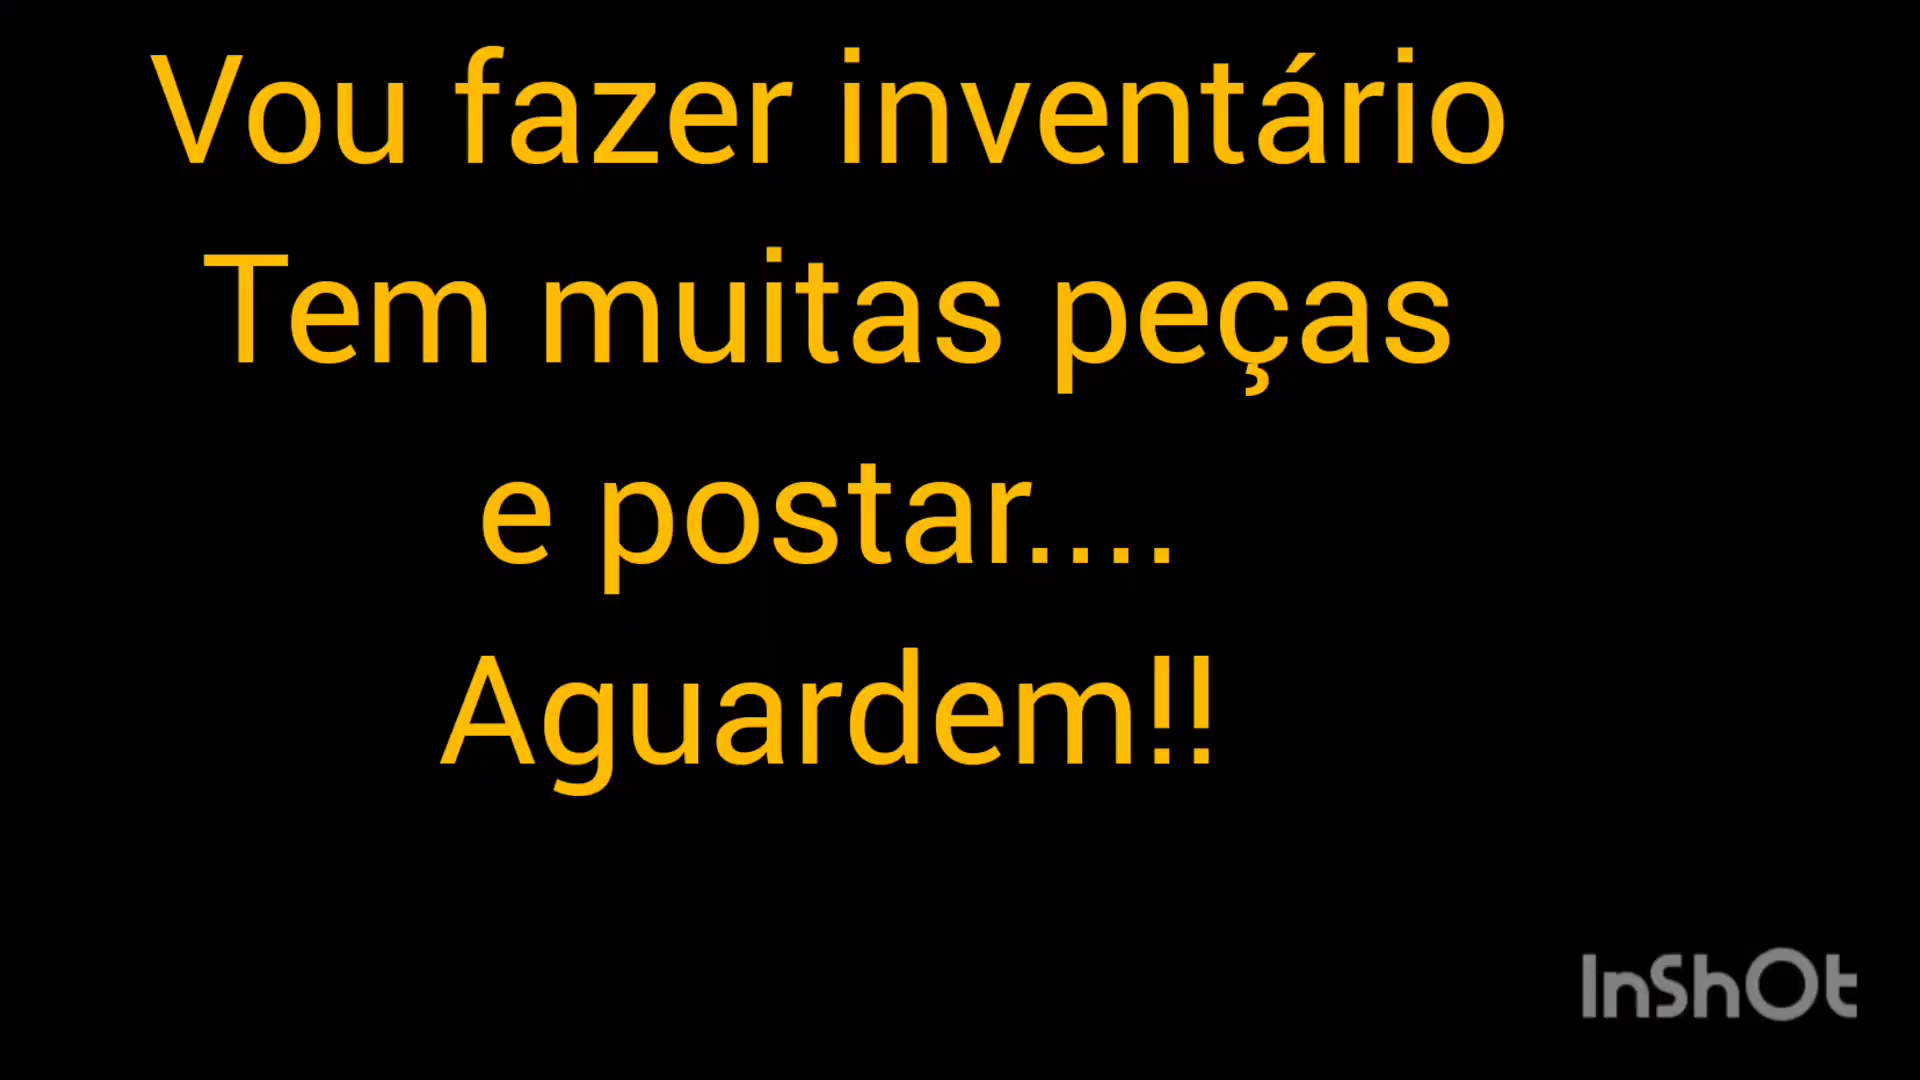 Vou fazer inventário
Tem muitas peças
e postar....
Aguardem!!
InShOt